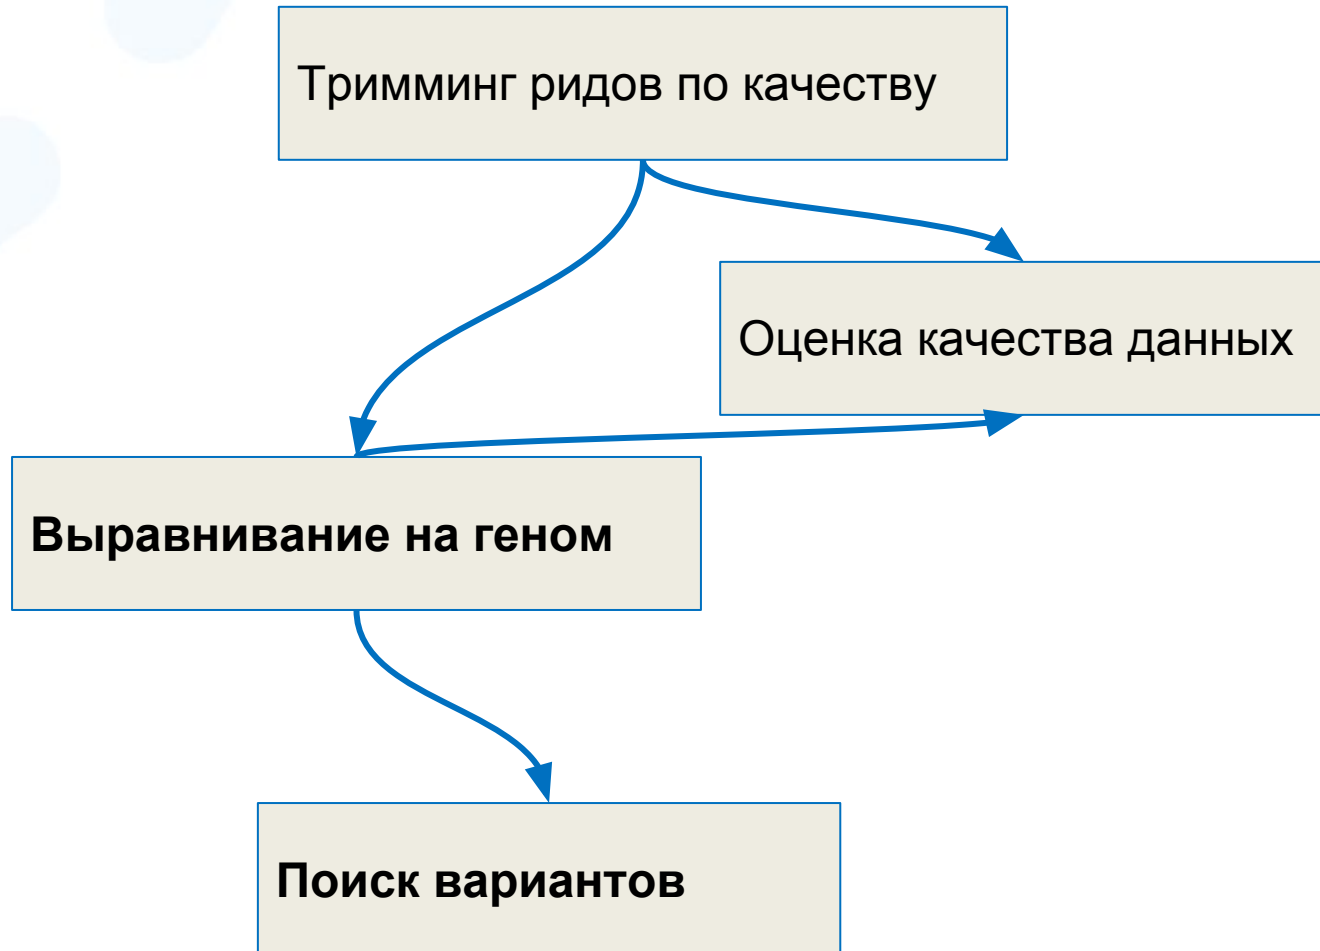 Тримминг ридов по качеству
Оценка качества данных
Выравнивание на геном
Поиск вариантов